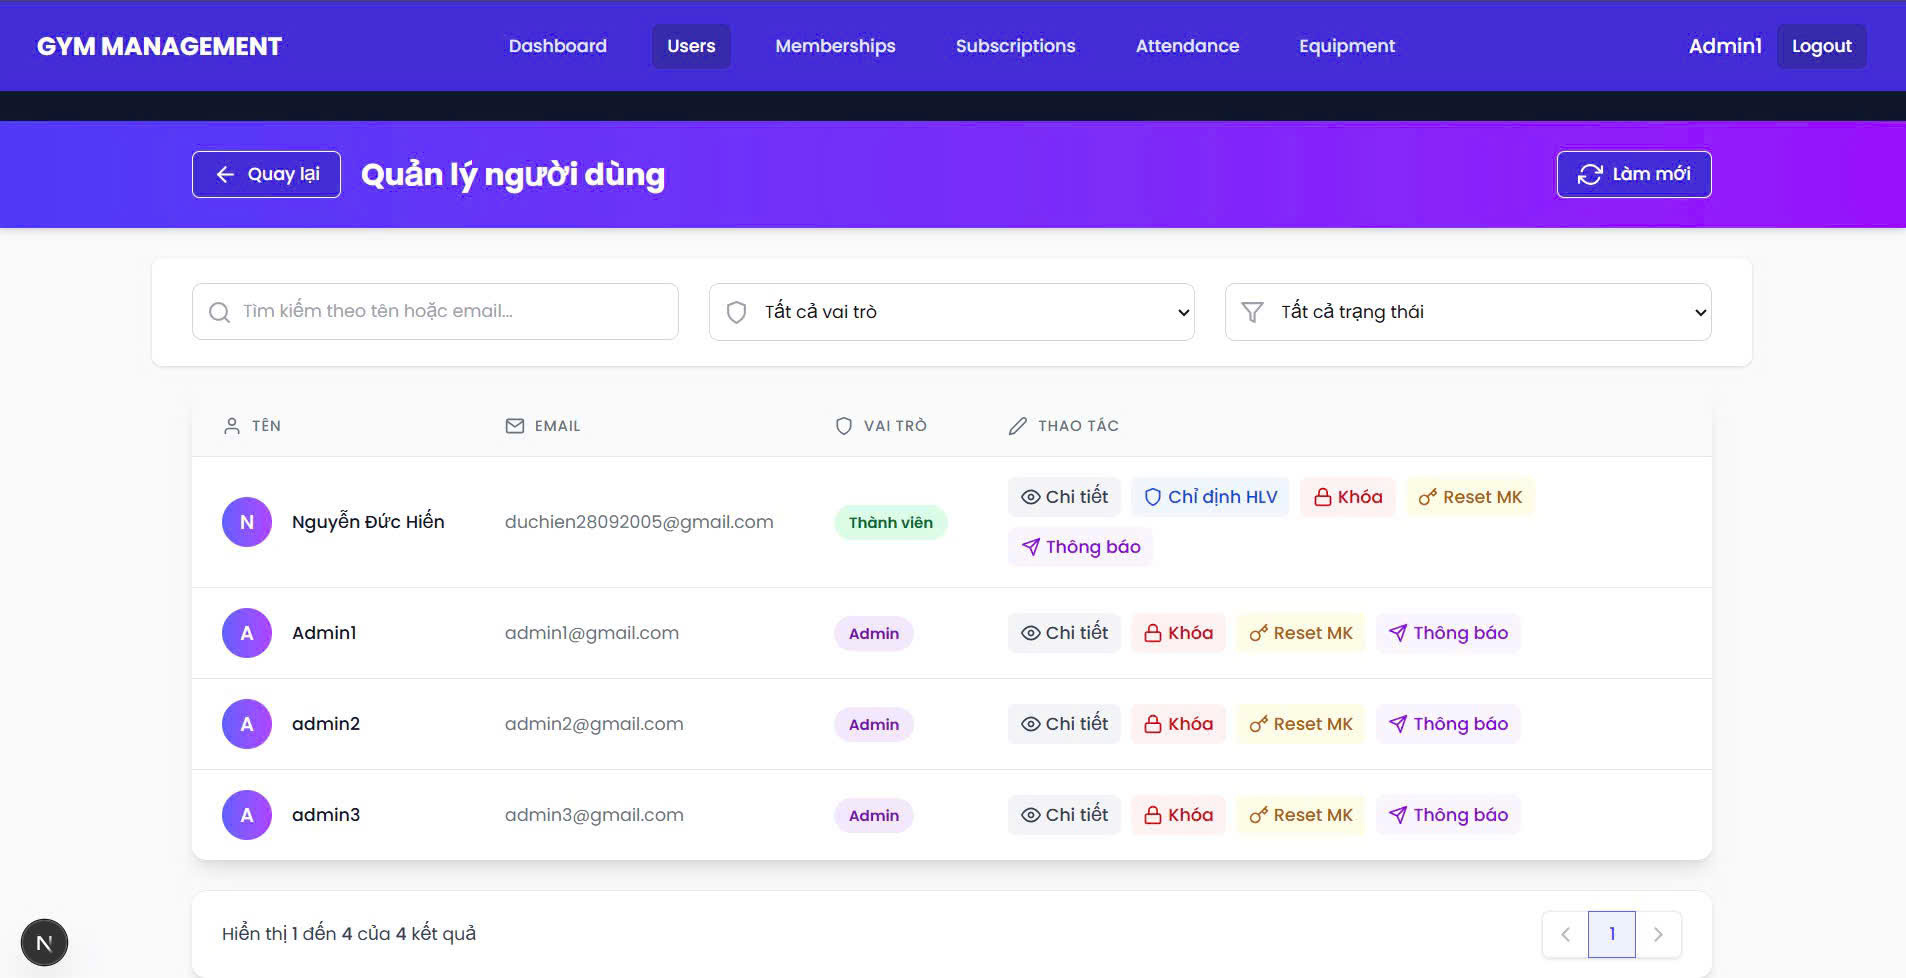 GYM MANAGEMENT Dashboard Users Memberships Subscriptions Attendance Equipment Admin1 Logout
Quay lại Quản lý người dùng Làm mới
Tìm kiếm theo tên hoặc email... Tất cả vai trò Tất cả trạng thái
TÊN EMAIL VAI TRÒ THAO TÁC
N Nguyễn Đức Hiến duchien28092005@gmail.com Thành viên Chi tiết Chỉ định HLV Khóa Reset MK
Thông báo
A Admin1 admin1@gmail.com Admin Chi tiết Khóa Reset MK Thông báo
A admin2 admin2@gmail.com Admin Chi tiết Khóa Reset MK Thông báo
A admin3 admin3@gmail.com Admin Chi tiết Khóa Reset MK Thông báo
Hiển thị 1 đến 4 của 4 kết quả 1
N